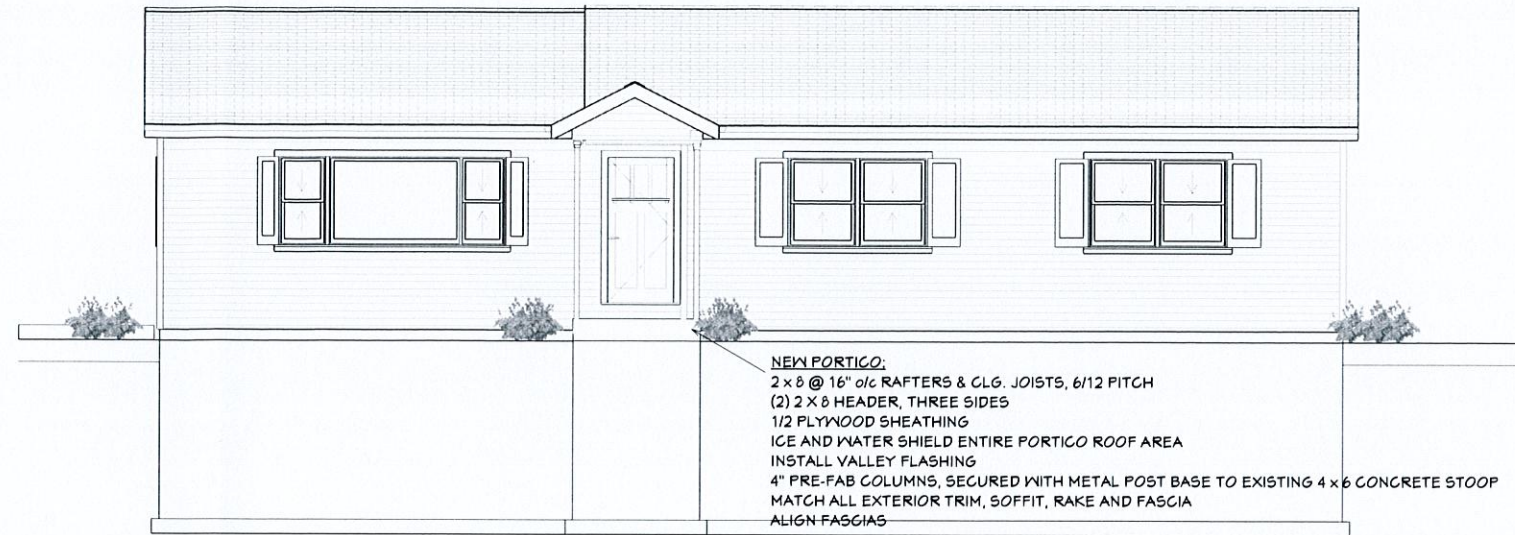 NEW PORTICO:
2 x 8 @ 16" o/c RAFTERS & CLG. JOISTS, 6/12 PITCH
(2) 2 X 8 HEADER, THREE SIDES
1/2 PLYWOOD SHEATHING
ICE AND WATER SHIELD ENTIRE PORTICO ROOF AREA
INSTALL VALLEY FLASHING
4" PRE-FAB COLUMNS, SECURED WITH METAL POST BASE TO EXISTING 4 x 6 CONCRETE STOOP
MATCH ALL EXTERIOR TRIM, SOFFIT, RAKE AND FASCIA
ALIGN FASCIAS